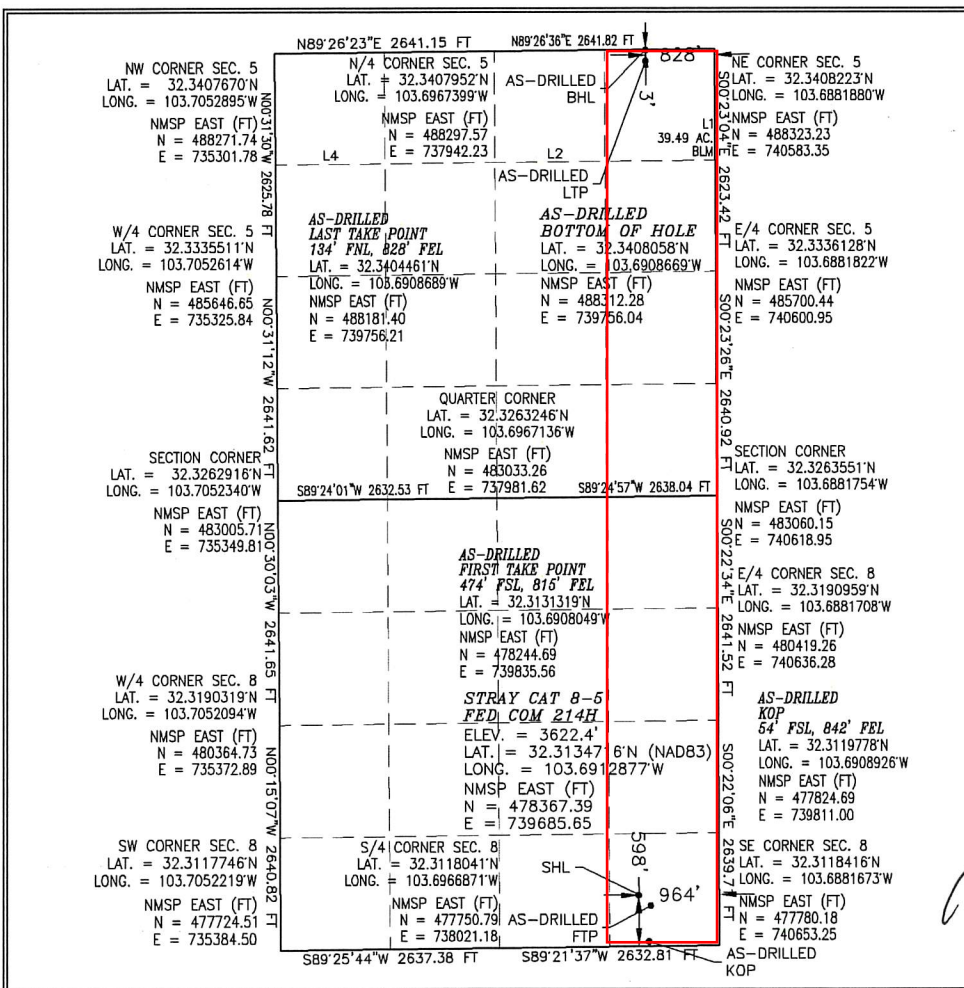 N89°26'23"E 2641.15 FT
N89°26'36"E 2641.82 FT
828'
3'
NW CORNER SEC. 5
LAT. = 32.3407670°N
LONG. = 103.7052895°W
NMSP EAST (FT)
N = 488271.74
E = 735301.78
N/4 CORNER SEC. 5
LAT. = 32.3407952°N
LONG. = 103.6967399°W
NMSP EAST (FT)
N = 488297.57
E = 737942.23
AS-DRILLED
BHL
NE CORNER SEC. 5
LAT. = 32.3408223°N
LONG. = 103.6881880°W
NMSP EAST (FT)
N = 488323.23
E = 740583.35
L1
39.49 AC.
BLM
L4
L2
AS-DRILLED
LTP
N00°31'30"W 2625.78 FT
S00°23'04"E 2623.42 FT
W/4 CORNER SEC. 5
LAT. = 32.3335511°N
LONG. = 103.7052614°W
NMSP EAST (FT)
N = 485646.65
E = 735325.84
AS-DRILLED
LAST TAKE POINT
134' FNL, 828' FEL
LAT. = 32.3404461°N
LONG. = 103.6908689°W
NMSP EAST (FT)
N = 488181.40
E = 739756.21
AS-DRILLED
BOTTOM OF HOLE
LAT. = 32.3408058°N
LONG. = 103.6908669°W
NMSP EAST (FT)
N = 488312.28
E = 739756.04
E/4 CORNER SEC. 5
LAT. = 32.3336128°N
LONG. = 103.6881822°W
NMSP EAST (FT)
N = 485700.44
E = 740600.95
N00°31'12"W 2641.62 FT
S00°23'26"E 2640.92 FT
SECTION CORNER
LAT. = 32.3262916°N
LONG. = 103.7052340°W
NMSP EAST (FT)
N = 483005.71
E = 735349.81
QUARTER CORNER
LAT. = 32.3263246°N
LONG. = 103.6967136°W
NMSP EAST (FT)
N = 483033.26
E = 737981.62
SECTION CORNER
LAT. = 32.3263551°N
LONG. = 103.6881754°W
NMSP EAST (FT)
N = 483060.15
E = 740618.95
S89°24'01"W 2632.53 FT
S89°24'57"W 2638.04 FT
N00°30'03"W 2641.65 FT
S00°22'34"E 2641.52 FT
AS-DRILLED
FIRST TAKE POINT
474' FSL, 815' FEL
LAT. = 32.3131319°N
LONG. = 103.6908049°W
NMSP EAST (FT)
N = 478244.69
E = 739835.56
E/4 CORNER SEC. 8
LAT. = 32.3190959°N
LONG. = 103.6881708°W
NMSP EAST (FT)
N = 480419.26
E = 740636.28
W/4 CORNER SEC. 8
LAT. = 32.3190319°N
LONG. = 103.7052094°W
NMSP EAST (FT)
N = 480364.73
E = 735372.89
STRAY CAT 8-5
FED COM 214H
ELEV. = 3622.4'
LAT. = 32.3134716°N (NAD83)
LONG. = 103.6912877°W
NMSP EAST (FT)
N = 478367.39
E = 739685.65
AS-DRILLED
KOP
54' FSL, 842' FEL
LAT. = 32.3119778°N
LONG. = 103.6908926°W
NMSP EAST (FT)
N = 477824.69
E = 739811.00
N00°15'07"W 2640.82 FT
S00°22'06"E 2639.71 FT
SW CORNER SEC. 8
LAT. = 32.3117746°N
LONG. = 103.7052219°W
NMSP EAST (FT)
N = 477724.51
E = 735384.50
S/4 CORNER SEC. 8
LAT. = 32.3118041°N
LONG. = 103.6966871°W
NMSP EAST (FT)
N = 477750.79
E = 738021.18
SHL
598'
964'
AS-DRILLED
FTP
SE CORNER SEC. 8
LAT. = 32.3118416°N
LONG. = 103.6881673°W
NMSP EAST (FT)
N = 477780.18
E = 740653.25
S89°25'44"W 2637.38 FT
S89°21'37"W 2632.81 FT
AS-DRILLED
KOP